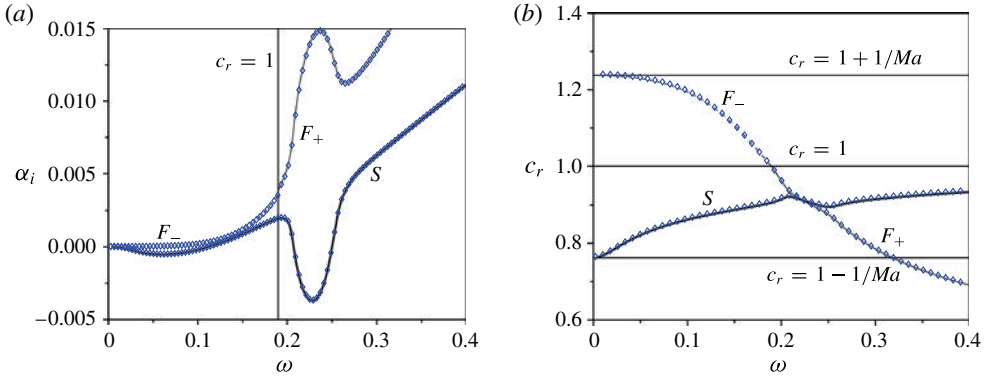 (a)
0.015
0.010
0.005
0.000
−0.005
α_i
c_r = 1
F_+
F_−
S
0 0.1 0.2 0.3 0.4
ω
(b)
1.4
1.2
1.0
0.8
0.6
c_r
c_r = 1 + 1/Ma
F_−
c_r = 1
S
F_+
c_r = 1 − 1/Ma
0 0.1 0.2 0.3 0.4
ω